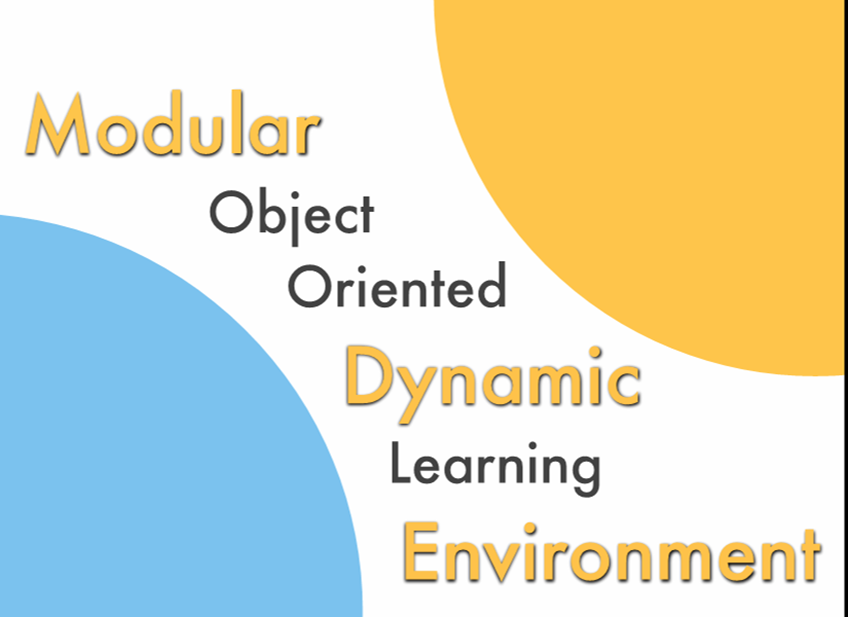 Modular
Object
Oriented
Dynamic
Learning
Environment